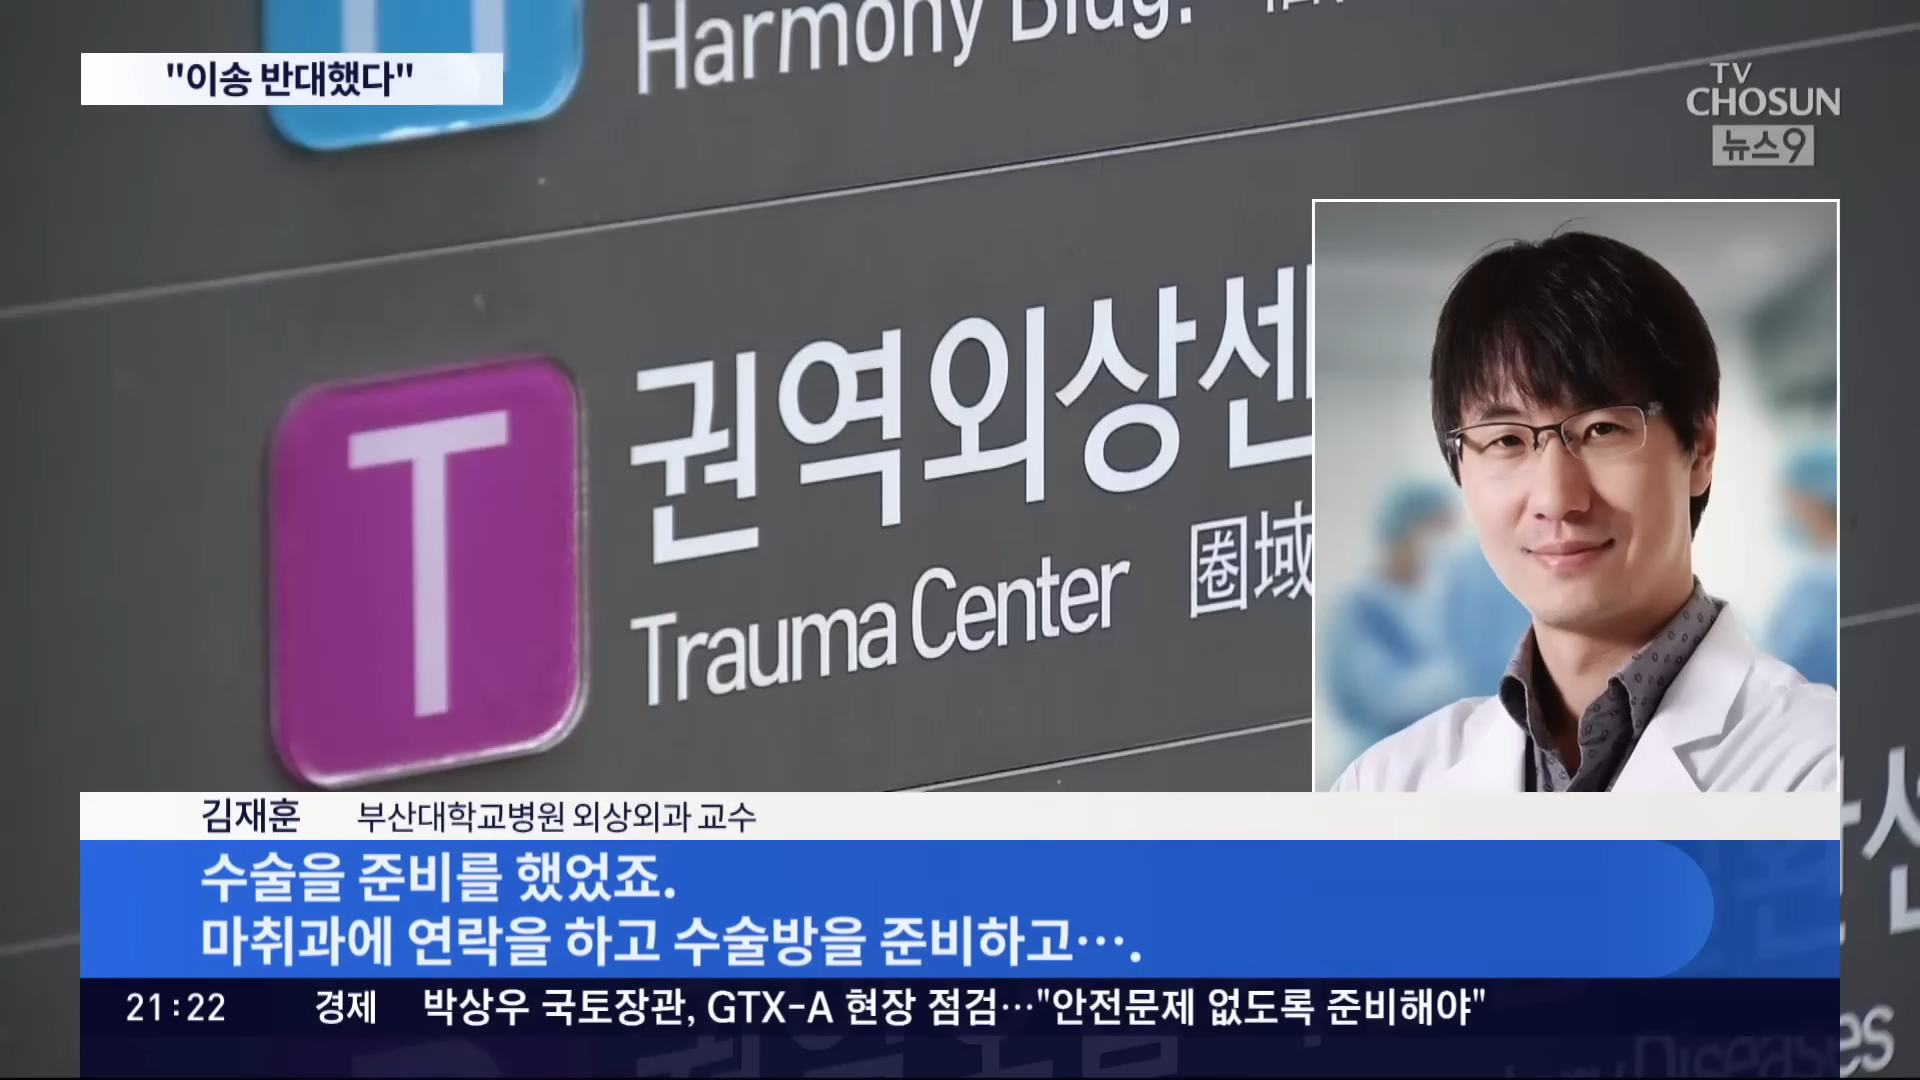 Harmony Bldg.
"이송 반대했다"
TV
CHOSUN
뉴스9
T
권역외상센
Trauma Center 圏域
김재훈 부산대학교병원 외상외과 교수
수술을 준비를 했었죠.
마취과에 연락을 하고 수술방을 준비하고….
21:22 경제 박상우 국토장관, GTX-A 현장 점검…"안전문제 없도록 준비해야"
Diseases